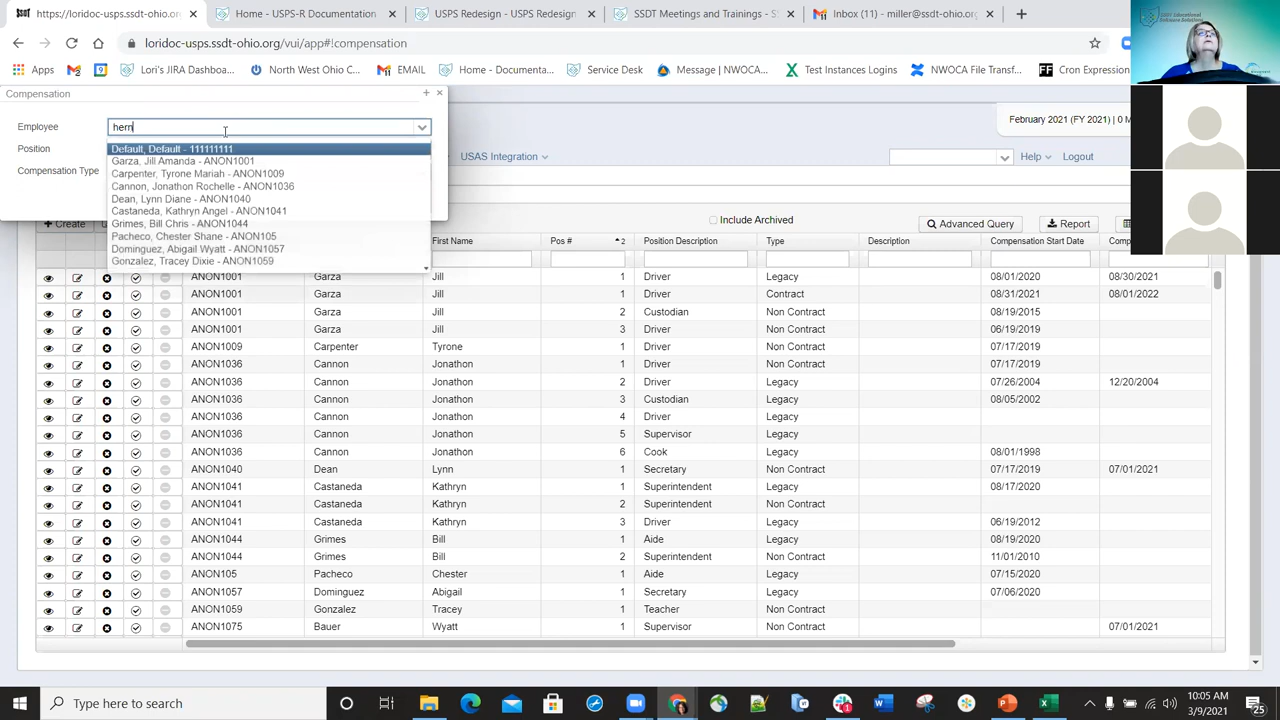 loridoc-usps.ssdt-ohio.org/vui/ap
Home - USPS-R Documentation
USPS Redesign - USPS Redesign
SSDT Meetings and Trainings - S
Inbox (11) - miller@nwoca.org -
loridoc-usps.ssdt-ohio.org/vui/app#!compensation
Apps
Lori's JIRA Dashboa...
North West Ohio C...
EMAIL
Home - Documenta...
Service Desk
Message | NWOCA...
Text Instances Logins
NWOCA Trainings -...
Cron Expression
Compensation
Employee
hern
Position
Compensation Type
Default, Default - 111111111
Garza, Jill Amanda - ANON1001
Carpenter, Tyrone Mariah - ANON1009
Cannon, Jonathon Rochelle - ANON1036
Dean, Lynn Diane - ANON1040
Castaneda, Kathryn Angel - ANON1041
Grimes, Bill Chris - ANON1044
Pacheco, Chester Shane - ANON105
Dominguez, Abigail Wyatt - ANON1057
Gonzalez, Tracey Dixie - ANON1059
February 2021 (FY 2021) | 0 M
USAS Integration
Help
Logout
Create
Include Archived
Advanced Query
Report
First Name Pos # 2 Position Description Type Description Compensation Start Date Comp
ANON1001 Garza Jill 1 Driver Legacy 08/01/2020 08/30/2021
ANON1001 Garza Jill 1 Driver Contract 08/31/2021 08/01/2022
ANON1001 Garza Jill 2 Custodian Non Contract 08/19/2015
ANON1001 Garza Jill 3 Driver Non Contract 06/19/2019
ANON1009 Carpenter Tyrone 1 Driver Non Contract 07/17/2019
ANON1036 Cannon Jonathon 1 Driver Non Contract 07/17/2019
ANON1036 Cannon Jonathon 2 Driver Legacy 07/26/2004 12/20/2004
ANON1036 Cannon Jonathon 3 Custodian Legacy 08/05/2002
ANON1036 Cannon Jonathon 4 Driver Legacy
ANON1036 Cannon Jonathon 5 Supervisor Legacy
ANON1036 Cannon Jonathon 6 Cook Legacy 08/01/1998
ANON1040 Dean Lynn 1 Secretary Non Contract 07/17/2019 07/01/2021
ANON1041 Castaneda Kathryn 1 Superintendent Legacy 08/17/2020
ANON1041 Castaneda Kathryn 2 Superintendent Non Contract
ANON1041 Castaneda Kathryn 3 Driver Legacy 06/19/2012
ANON1044 Grimes Bill 1 Aide Legacy 08/19/2020
ANON1044 Grimes Bill 2 Superintendent Non Contract 11/01/2010
ANON105 Pacheco Chester 1 Aide Legacy 07/15/2020
ANON1057 Dominguez Abigail 1 Secretary Legacy 07/06/2020
ANON1059 Gonzalez Tracey 1 Teacher Non Contract
ANON1075 Bauer Wyatt 1 Supervisor Non Contract 07/01/2021
Type here to search
10:05 AM
3/9/2021
25